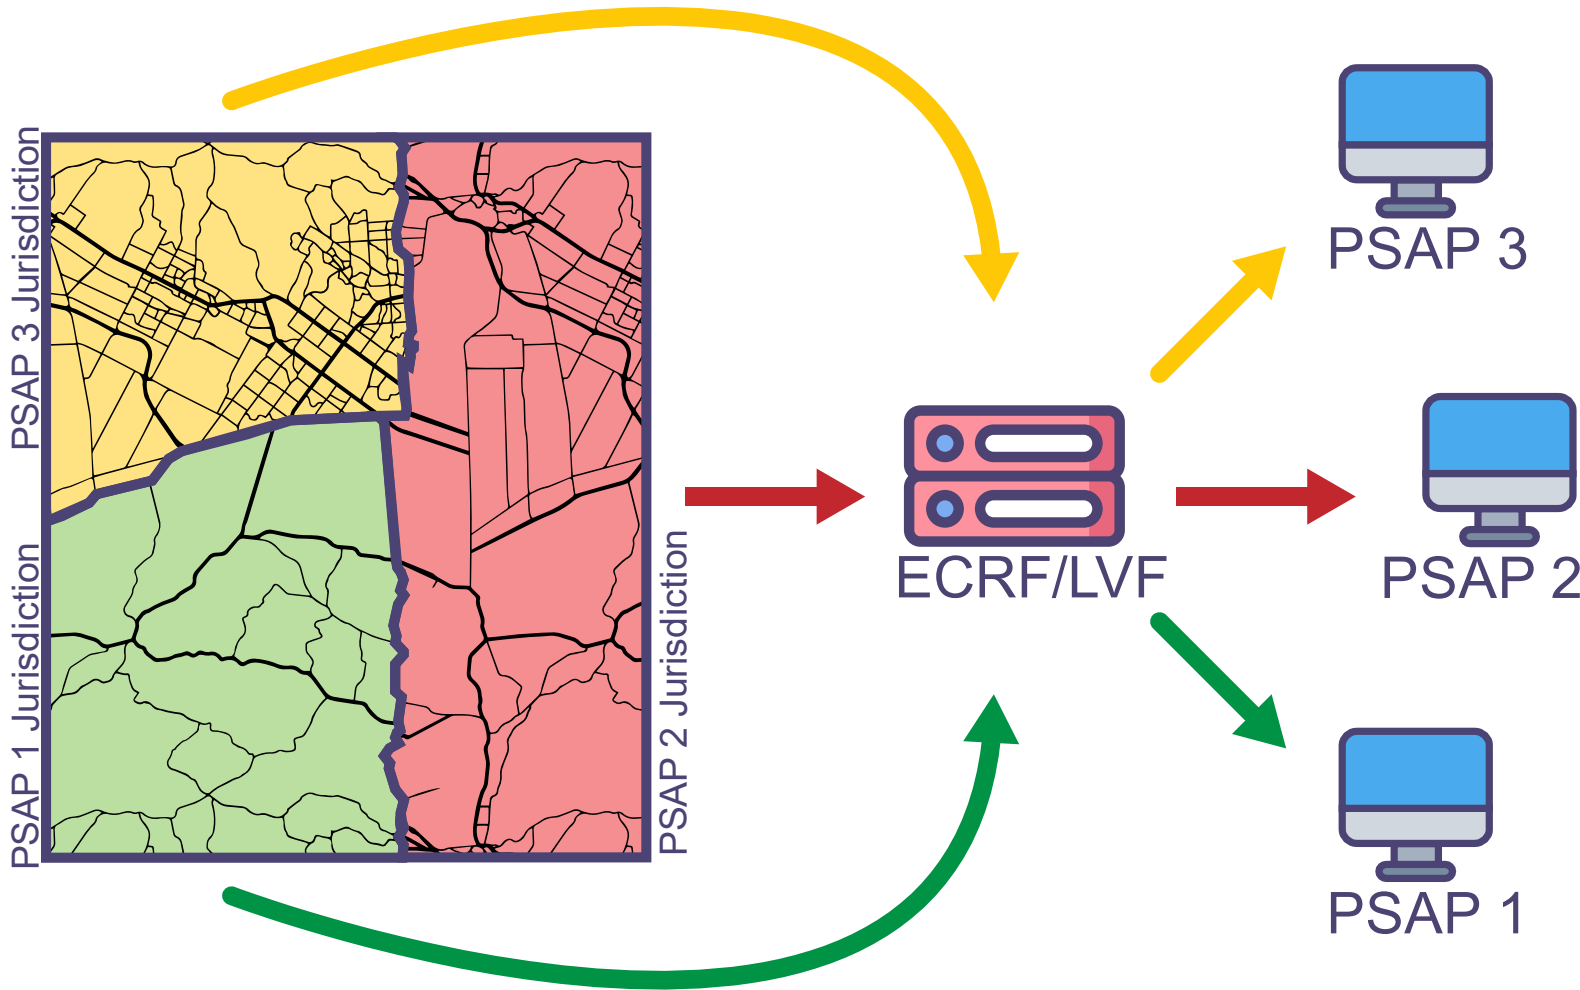 PSAP 3 Jurisdiction
PSAP 1 Jurisdiction
PSAP 2 Jurisdiction
ECRF/LVF
PSAP 3
PSAP 2
PSAP 1